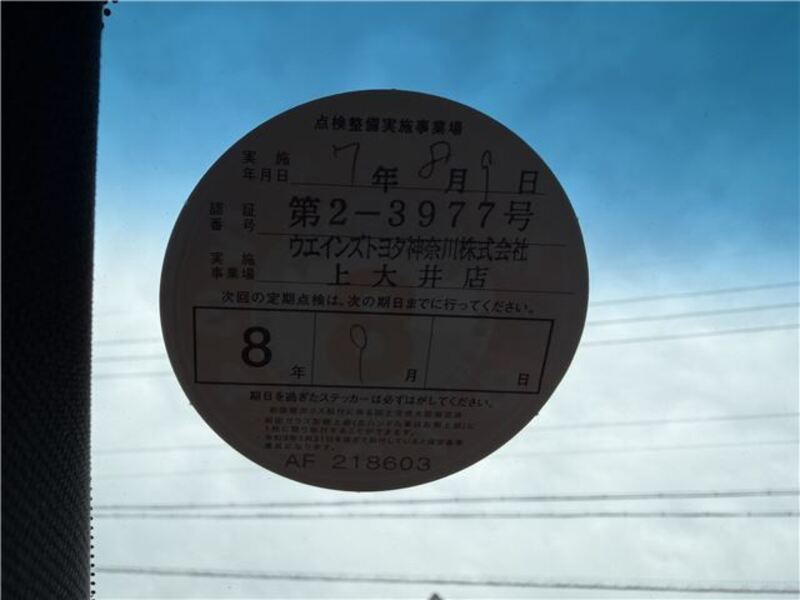 点検整備実施事業場
実施
年月日 7年8月9日
認証
番号 第2-3977号
ウエインズトヨタ神奈川株式会社
実施
事業場 上大井店
次回の定期点検は、次の期日までに行ってください。
8年 9月 日
期日を過ぎたステッカーは必ずはがしてください。
AF 218603